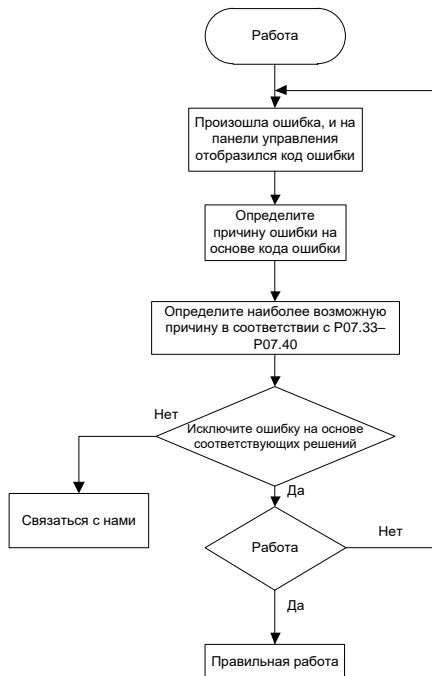 Работа
Произошла ошибка, и на
панели управления
отобразился код ошибки
Определите
причину ошибки на
основе кода ошибки
Определите наиболее возможную
причину в соответствии с P07.33–
P07.40
Нет
Исключите ошибку на основе
соответствующих решений
Да
Связаться с нами
Работа
Нет
Да
Правильная работа